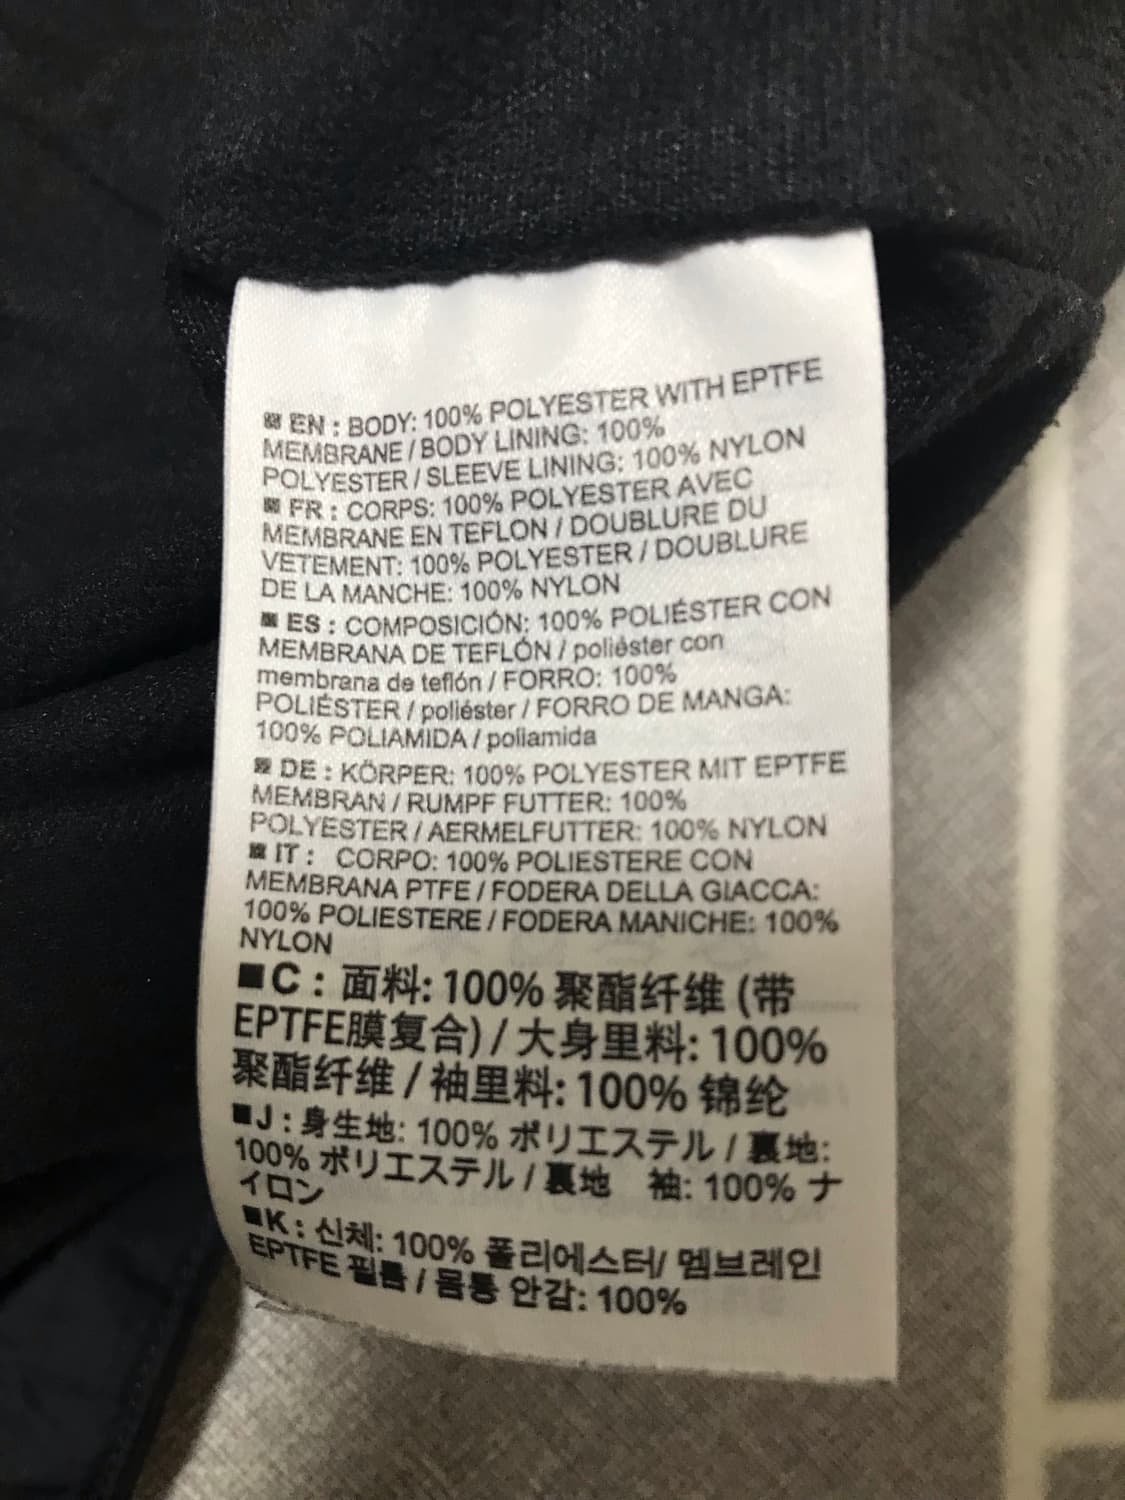 EN : BODY: 100% POLYESTER WITH EPTFE
MEMBRANE / BODY LINING: 100%
POLYESTER / SLEEVE LINING: 100% NYLON
FR : CORPS: 100% POLYESTER AVEC
MEMBRANE EN TEFLON / DOUBLURE DU
VETEMENT: 100% POLYESTER / DOUBLURE
DE LA MANCHE: 100% NYLON
ES : COMPOSICIÓN: 100% POLIÉSTER CON
MEMBRANA DE TEFLÓN / poliéster con
membrana de teflón / FORRO: 100%
POLIÉSTER / poliéster / FORRO DE MANGA:
100% POLIAMIDA / poliamida
DE : KÖRPER: 100% POLYESTER MIT EPTFE
MEMBRAN / RUMPF FUTTER: 100%
POLYESTER / AERMELFUTTER: 100% NYLON
IT : CORPO: 100% POLIESTERE CON
MEMBRANA PTFE / FODERA DELLA GIACCA:
100% POLIESTERE / FODERA MANICHE: 100%
NYLON
■C : 面料: 100% 聚酯纤维 (带
EPTFE膜复合) / 大身里料: 100%
聚酯纤维 / 袖里料: 100% 锦纶
■J : 身生地: 100% ポリエステル / 裏地:
100% ポリエステル / 裏地　袖: 100% ナ
イロン
■K : 신체: 100% 폴리에스터/ 멤브레인
EPTFE 필름 / 몸통 안감: 100%